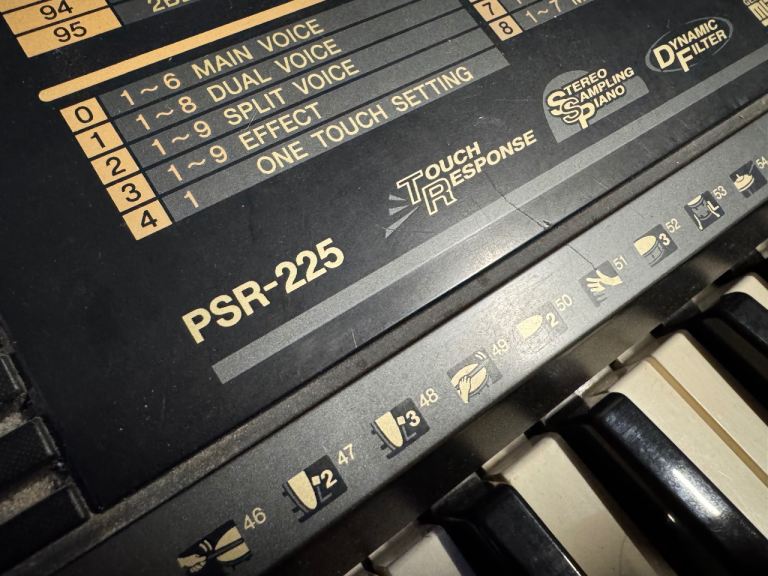 94
95
0 1~6 MAIN VOICE
1 1~8 DUAL VOICE
2 1~9 SPLIT VOICE
3 1~9 EFFECT
4 1 ONE TOUCH SETTING
7
8 1~7
TOUCH
RESPONSE
STEREO
SAMPLING
PIANO
DYNAMIC
FILTER
PSR-225
46
2 47
3 48
49
2 50
51
3 52
53
54